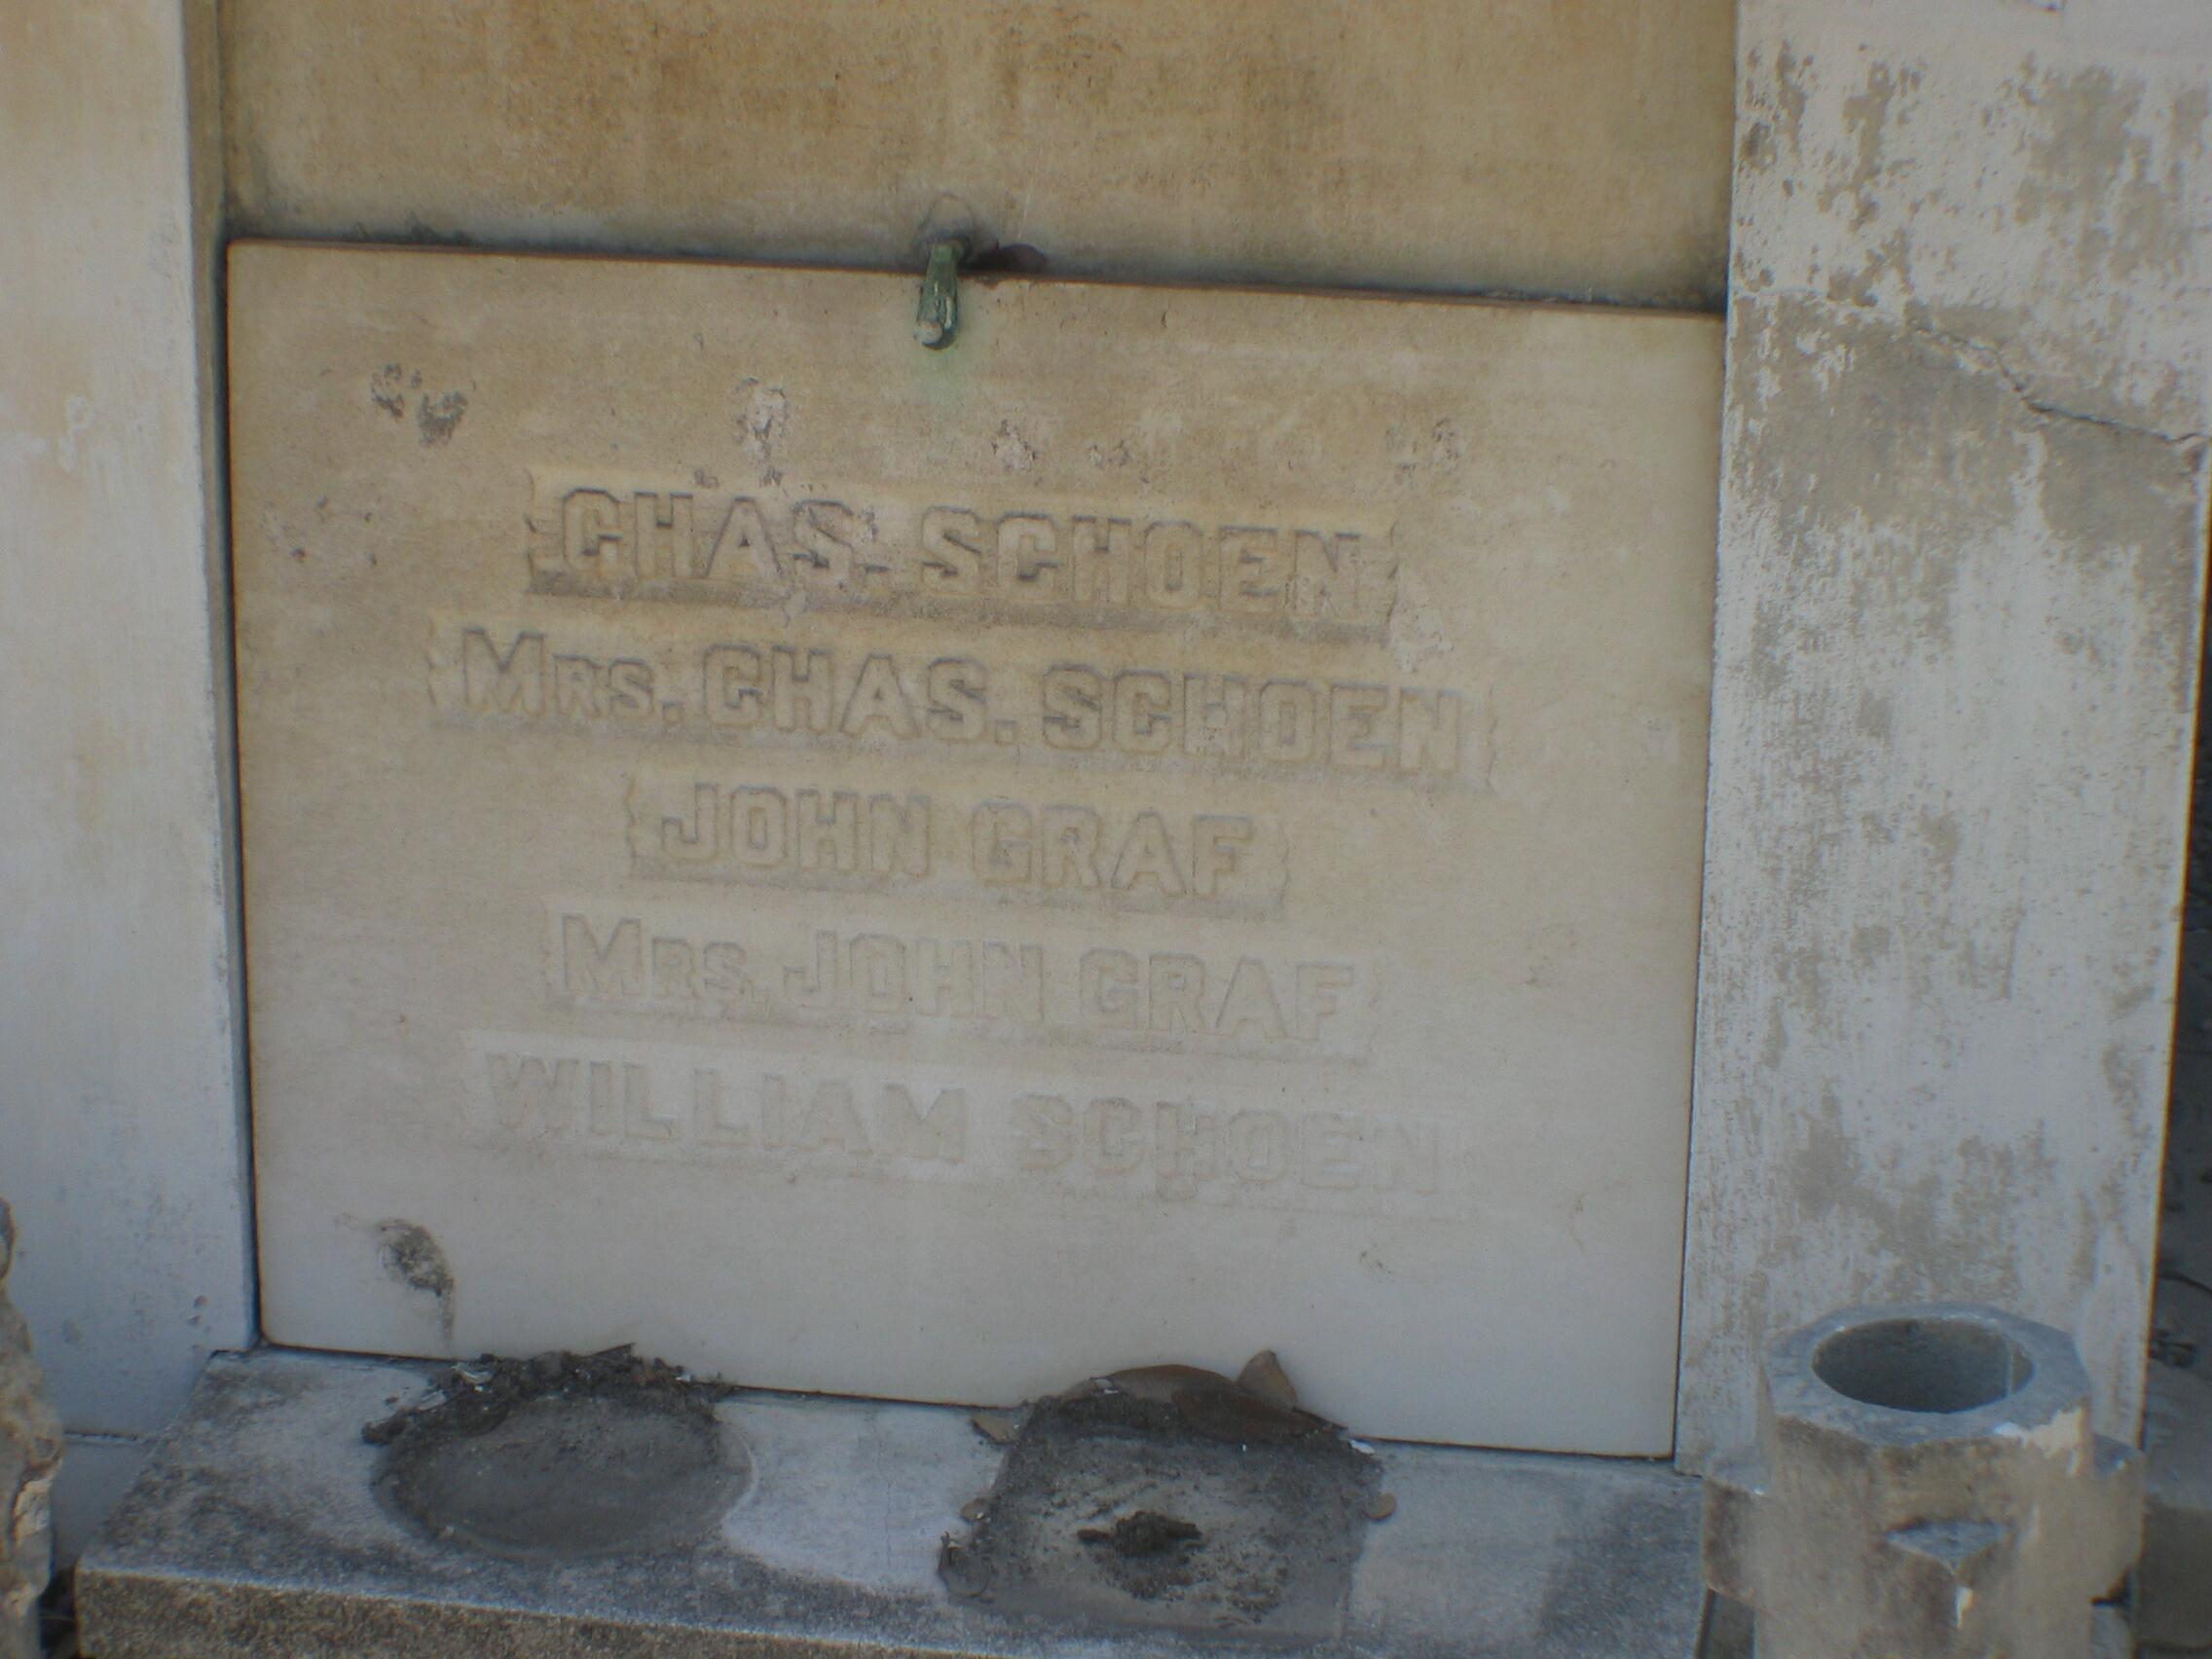 CHAS. SCHOEN
MRS. CHAS. SCHOEN
JOHN GRAF
MRS. JOHN GRAF
WILLIAM SCHOEN